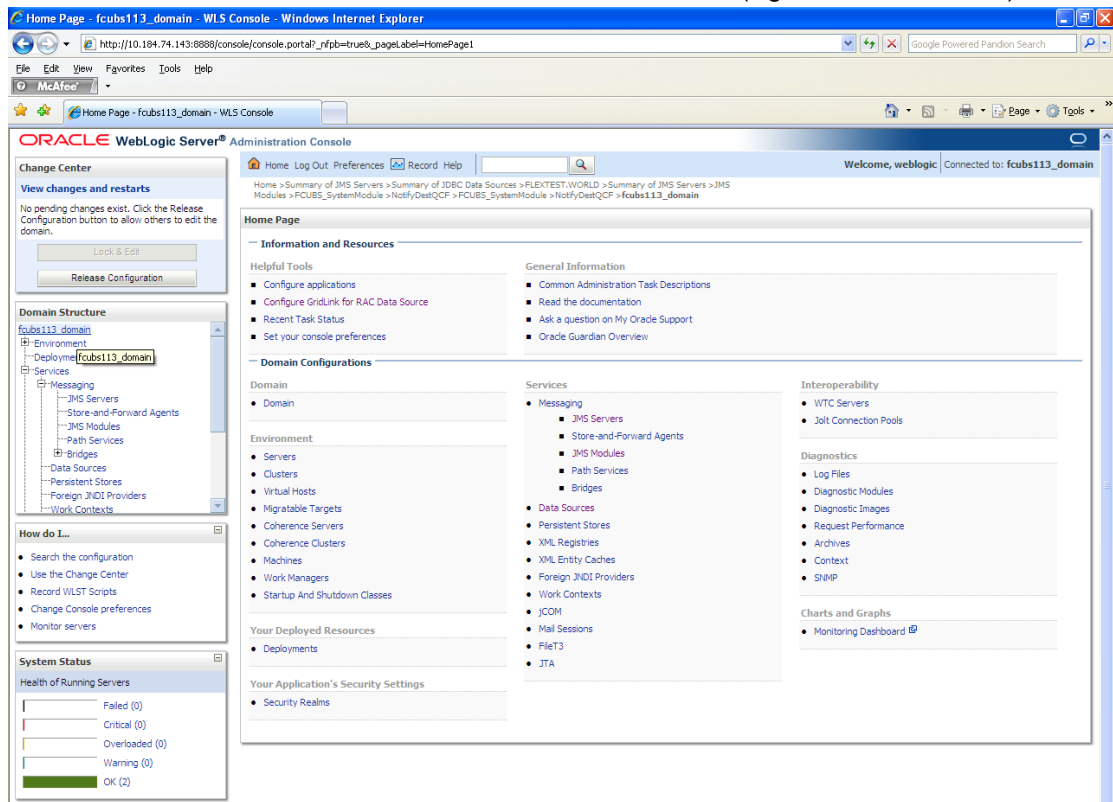 Home Page - fcubs113_domain - WLS Console - Windows Internet Explorer
http://10.184.74.143:8888/console/console.portal?_nfpb=true&_pageLabel=HomePage1
Google Powered Pandion Search
File Edit View Favorites Tools Help
McAfee
Home Page - fcubs113_domain - WLS Console
Page Tools
ORACLE WebLogic Server® Administration Console
Change Center
View changes and restarts
No pending changes exist. Click the Release
Configuration button to allow others to edit the
domain.
Lock & Edit
Release Configuration
Domain Structure
fcubs113_domain
Environment
Deployme
fcubs113_domain
Services
Messaging
JMS Servers
Store-and-Forward Agents
JMS Modules
Path Services
Bridges
Data Sources
Persistent Stores
Foreign JNDI Providers
Work Contexts
How do I...
Search the configuration
Use the Change Center
Record WLST Scripts
Change Console preferences
Monitor servers
System Status
Health of Running Servers
Failed (0)
Critical (0)
Overloaded (0)
Warning (0)
OK (2)
Home Log Out Preferences Record Help
Welcome, weblogic Connected to: fcubs113_domain
Home >Summary of JMS Servers >Summary of JDBC Data Sources >FLEXTEST.WORLD >Summary of JMS Servers >JMS
Modules >FCUBS_SystemModule >NotifyDestQCF >FCUBS_SystemModule >NotifyDestQCF >fcubs113_domain
Home Page
Information and Resources
Helpful Tools
Configure applications
Configure GridLink for RAC Data Source
Recent Task Status
Set your console preferences
General Information
Common Administration Task Descriptions
Read the documentation
Ask a question on My Oracle Support
Oracle Guardian Overview
Domain Configurations
Domain
Domain
Environment
Servers
Clusters
Virtual Hosts
Migratable Targets
Coherence Servers
Coherence Clusters
Machines
Work Managers
Startup And Shutdown Classes
Your Deployed Resources
Deployments
Your Application's Security Settings
Security Realms
Services
Messaging
JMS Servers
Store-and-Forward Agents
JMS Modules
Path Services
Bridges
Data Sources
Persistent Stores
XML Registries
XML Entity Caches
Foreign JNDI Providers
Work Contexts
jCOM
Mail Sessions
FileT3
JTA
Interoperability
WTC Servers
Jolt Connection Pools
Diagnostics
Log Files
Diagnostic Modules
Diagnostic Images
Request Performance
Archives
Context
SNMP
Charts and Graphs
Monitoring Dashboard